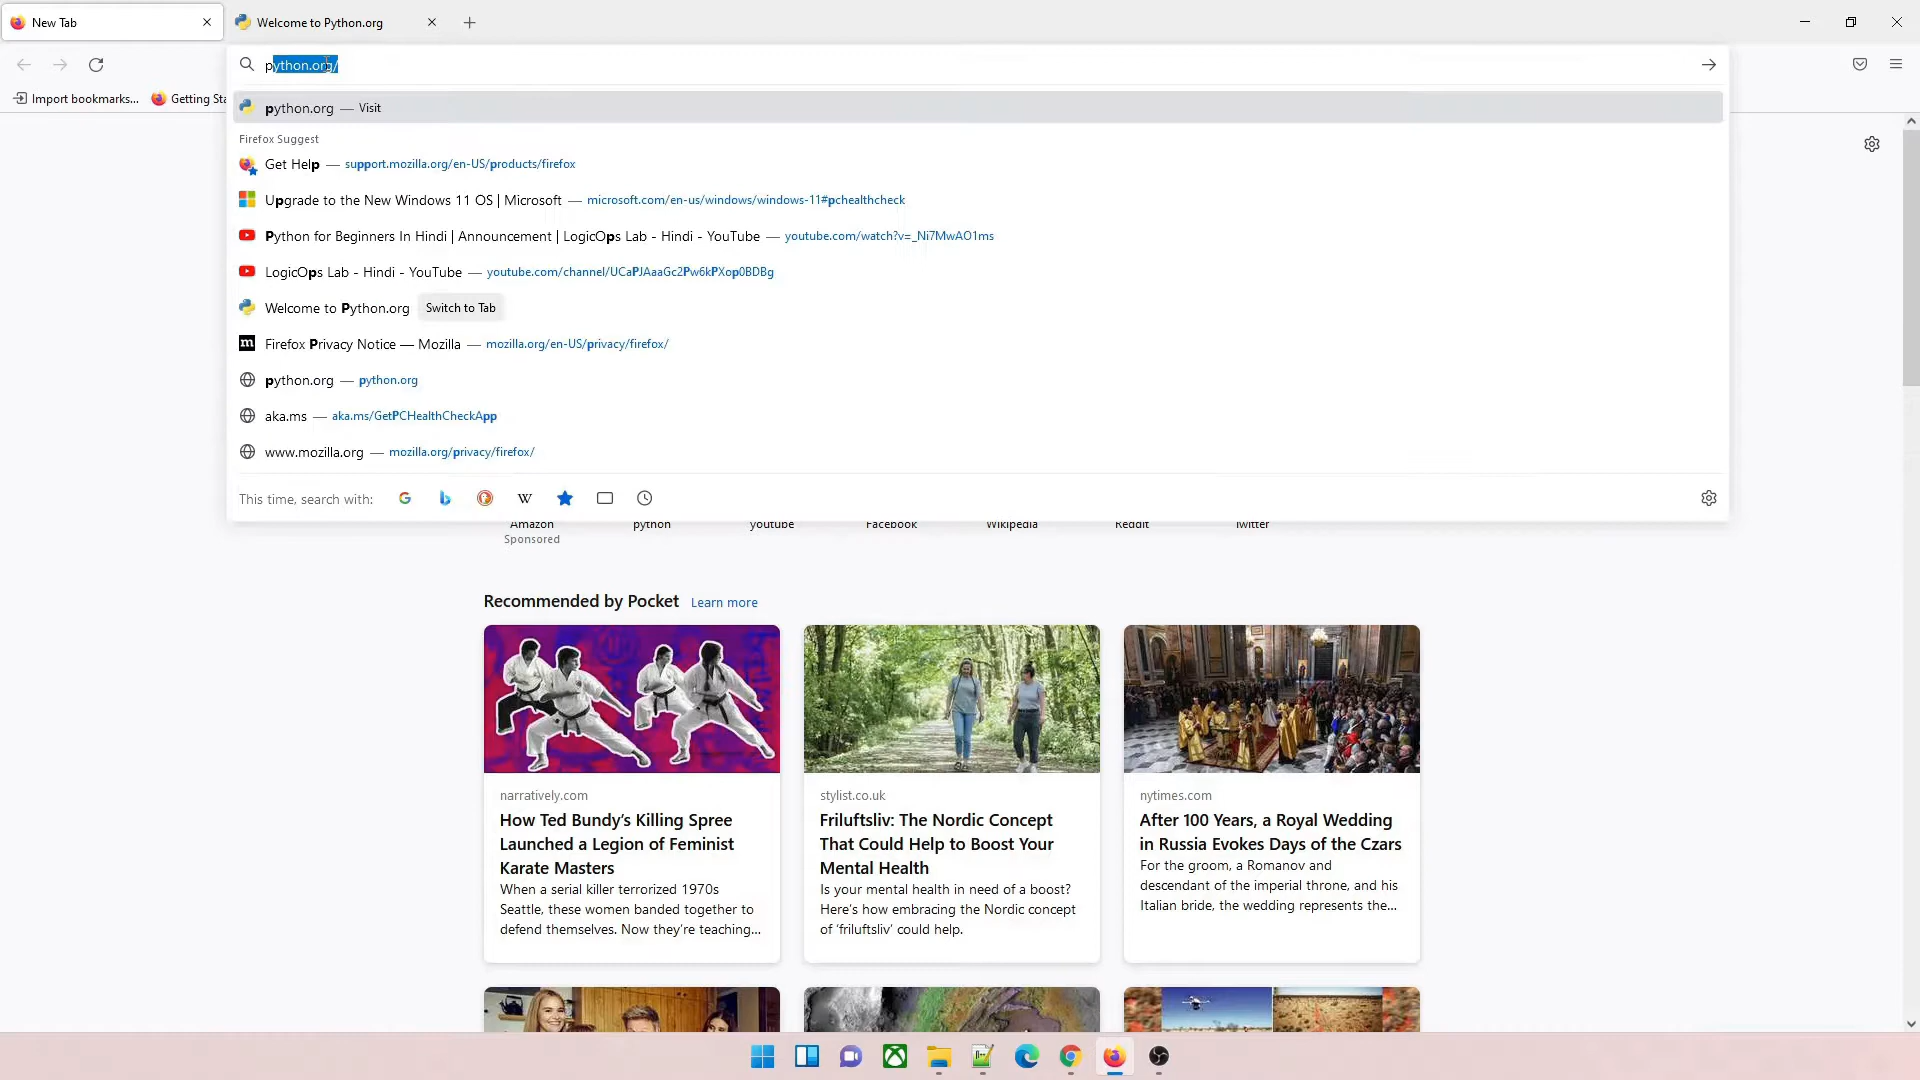 New Tab
Welcome to Python.org
python.org/
Import bookmarks...
Getting Sta
python.org — Visit
Firefox Suggest
Get Help — support.mozilla.org/en-US/products/firefox
Upgrade to the New Windows 11 OS | Microsoft — microsoft.com/en-us/windows/windows-11#pchealthcheck
Python for Beginners In Hindi | Announcement | LogicOps Lab - Hindi - YouTube — youtube.com/watch?v=_Ni7MwAO1ms
LogicOps Lab - Hindi - YouTube — youtube.com/channel/UCaPJAaaGc2Pw6kPXop0BDBg
Welcome to Python.org Switch to Tab
Firefox Privacy Notice — Mozilla — mozilla.org/en-US/privacy/firefox/
python.org — python.org
aka.ms — aka.ms/GetPCHealthCheckApp
www.mozilla.org — mozilla.org/privacy/firefox/
This time, search with:
Amazon
Sponsored
python
youtube
Facebook
Wikipedia
Reddit
Twitter
Recommended by Pocket Learn more
narratively.com
How Ted Bundy's Killing Spree
Launched a Legion of Feminist
Karate Masters
When a serial killer terrorized 1970s
Seattle, these women banded together to
defend themselves. Now they're teaching...
stylist.co.uk
Friluftsliv: The Nordic Concept
That Could Help to Boost Your
Mental Health
Is your mental health in need of a boost?
Here's how embracing the Nordic concept
of 'friluftsliv' could help.
nytimes.com
After 100 Years, a Royal Wedding
in Russia Evokes Days of the Czars
For the groom, a Romanov and
descendant of the imperial throne, and his
Italian bride, the wedding represents the...